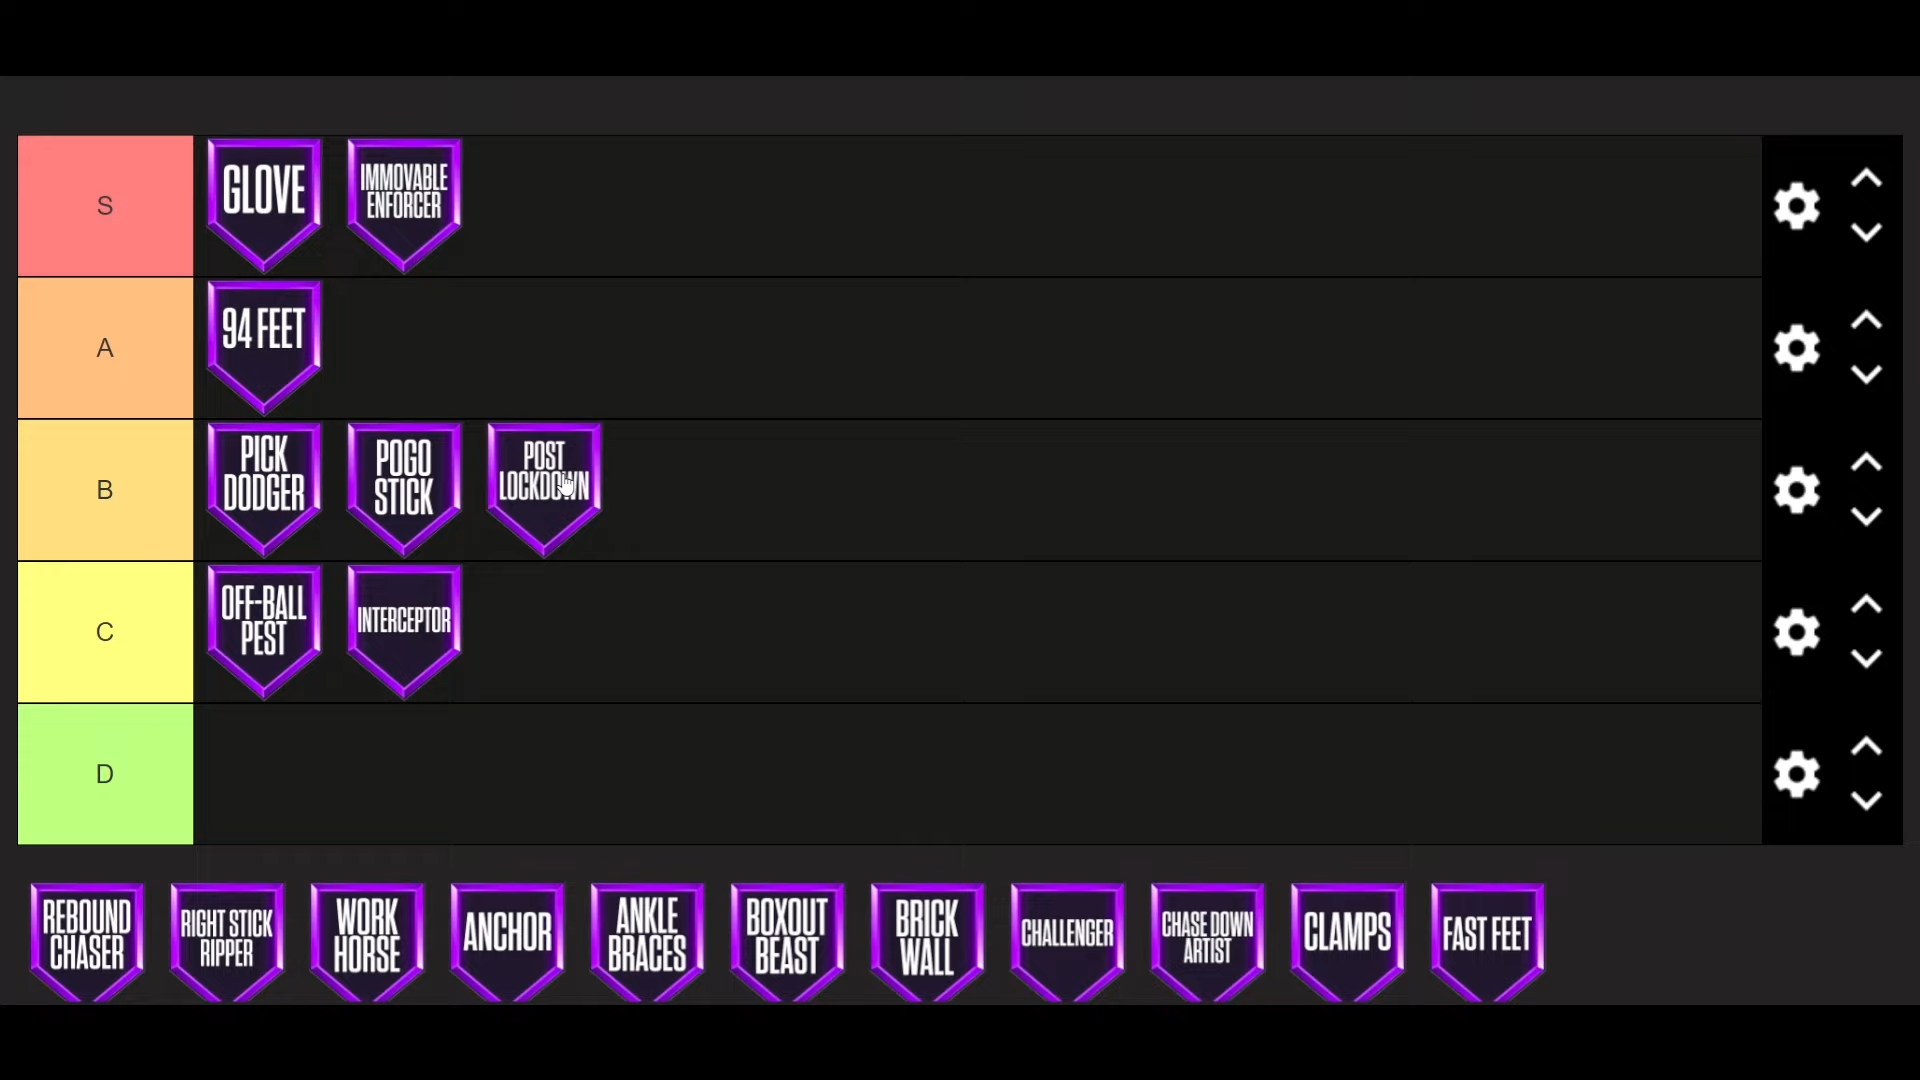 S
GLOVE
IMMOVABLE
ENFORCER
A
94 FEET
B
PICK
DODGER
POGO
STICK
POST
LOCKDOWN
C
OFF-BALL
PEST
INTERCEPTOR
D
REBOUND
CHASER
RIGHT STICK
RIPPER
WORK
HORSE
ANCHOR
ANKLE
BRACES
BOXOUT
BEAST
BRICK
WALL
CHALLENGER
CHASE DOWN
ARTIST
CLAMPS
FAST FEET